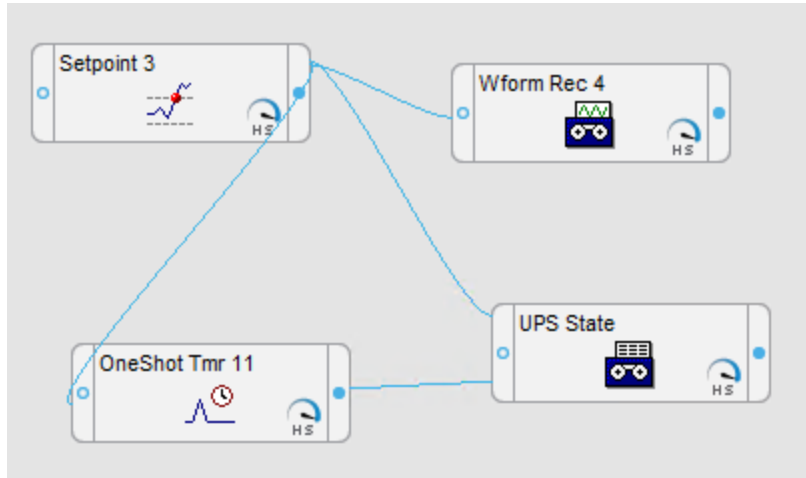 Setpoint 3
HS
Wform Rec 4
HS
OneShot Tmr 11
HS
UPS State
HS